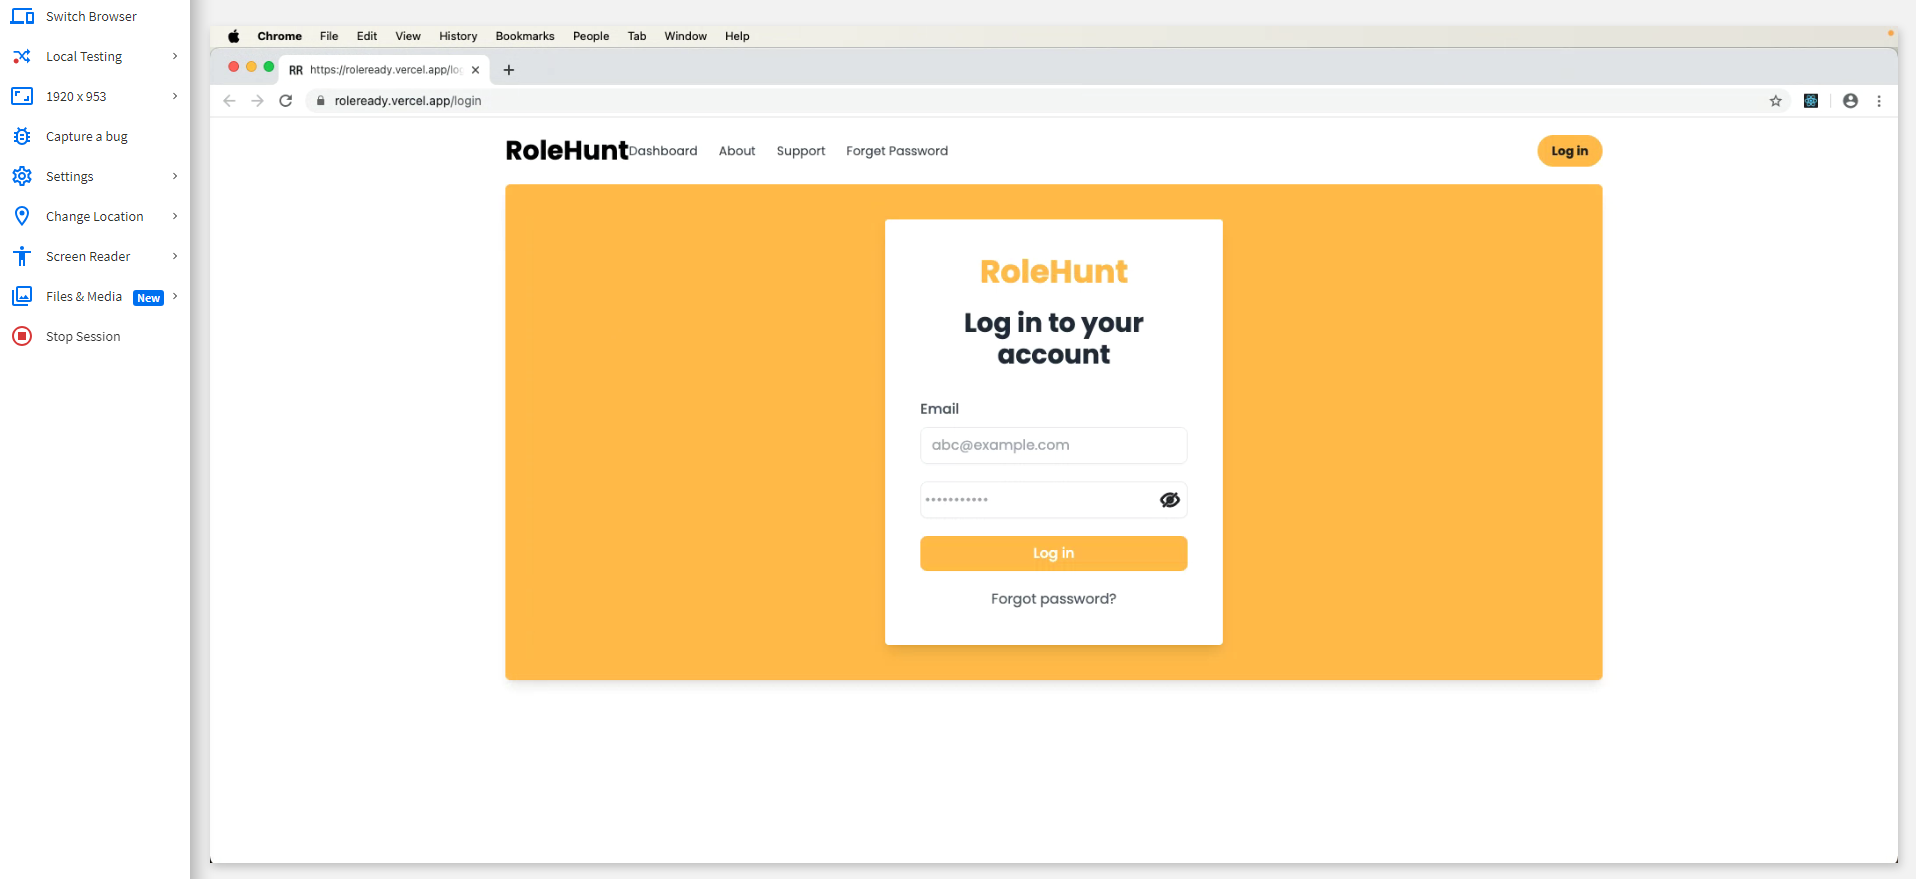 Switch Browser
Local Testing
1920 x 953
Capture a bug
Settings
Change Location
Screen Reader
Files & Media New
Stop Session
Chrome File Edit View History Bookmarks People Tab Window Help
RR https://roleready.vercel.app/log
roleready.vercel.app/login
RoleHunt Dashboard About Support Forget Password Log in
RoleHunt
Log in to your
account
Email
abc@example.com
Log in
Forgot password?